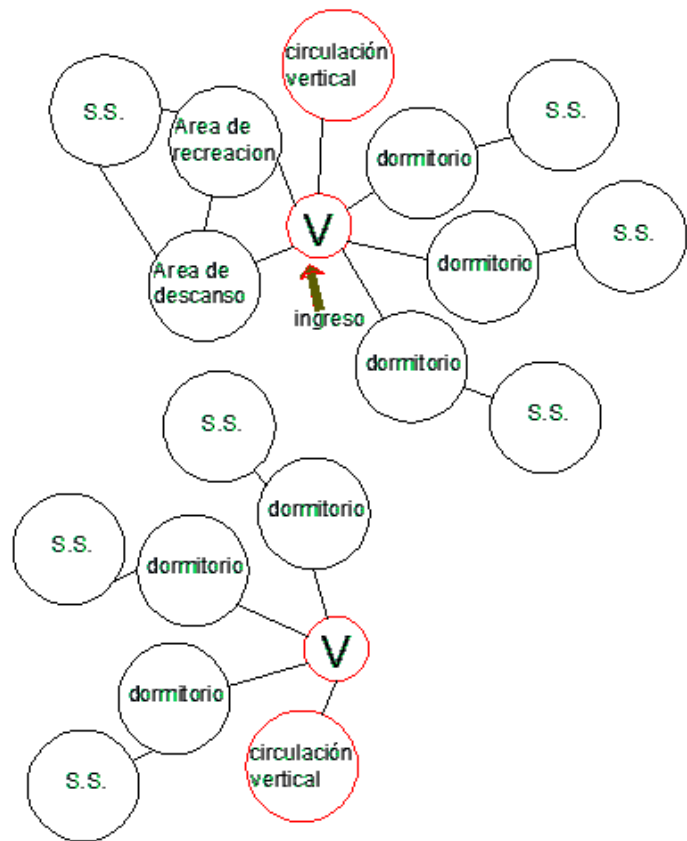 circulación
vertical
S.S.
Area de
recreacion
S.S.
dormitorio
V
S.S.
dormitorio
Area de
descanso
ingreso
dormitorio
S.S.
S.S.
dormitorio
S.S.
dormitorio
V
dormitorio
circulación
vertical
S.S.